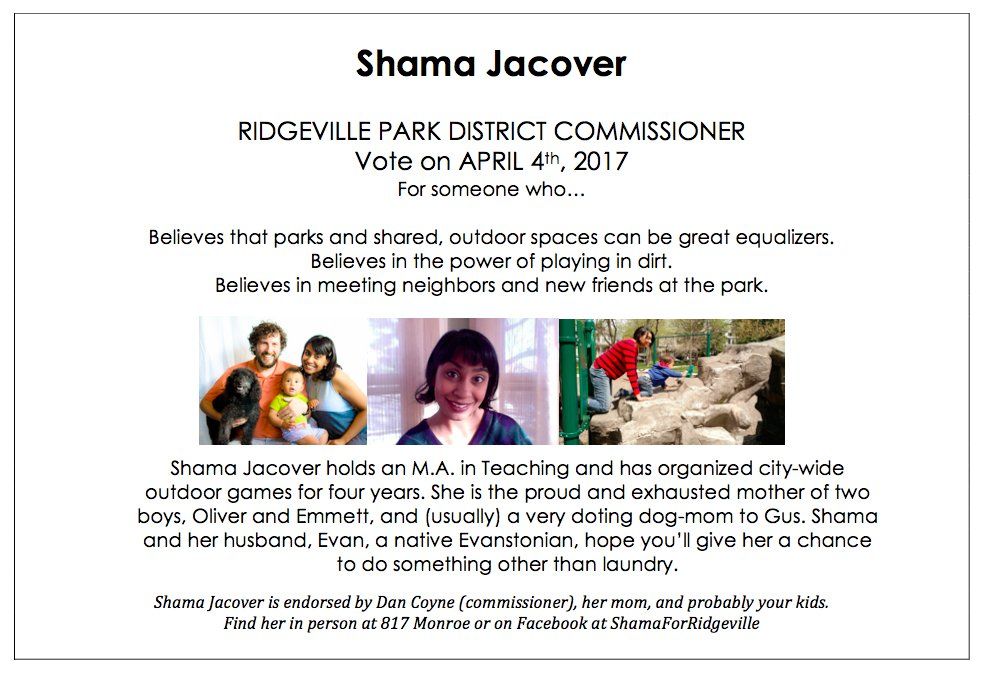 Shama Jacover
RIDGEVILLE PARK DISTRICT COMMISSIONER
Vote on APRIL 4th, 2017
For someone who…
Believes that parks and shared, outdoor spaces can be great equalizers.
Believes in the power of playing in dirt.
Believes in meeting neighbors and new friends at the park.
Shama Jacover holds an M.A. in Teaching and has organized city-wide
outdoor games for four years. She is the proud and exhausted mother of two
boys, Oliver and Emmett, and (usually) a very doting dog-mom to Gus. Shama
and her husband, Evan, a native Evanstonian, hope you’ll give her a chance
to do something other than laundry.
Shama Jacover is endorsed by Dan Coyne (commissioner), her mom, and probably your kids.
Find her in person at 817 Monroe or on Facebook at ShamaForRidgeville